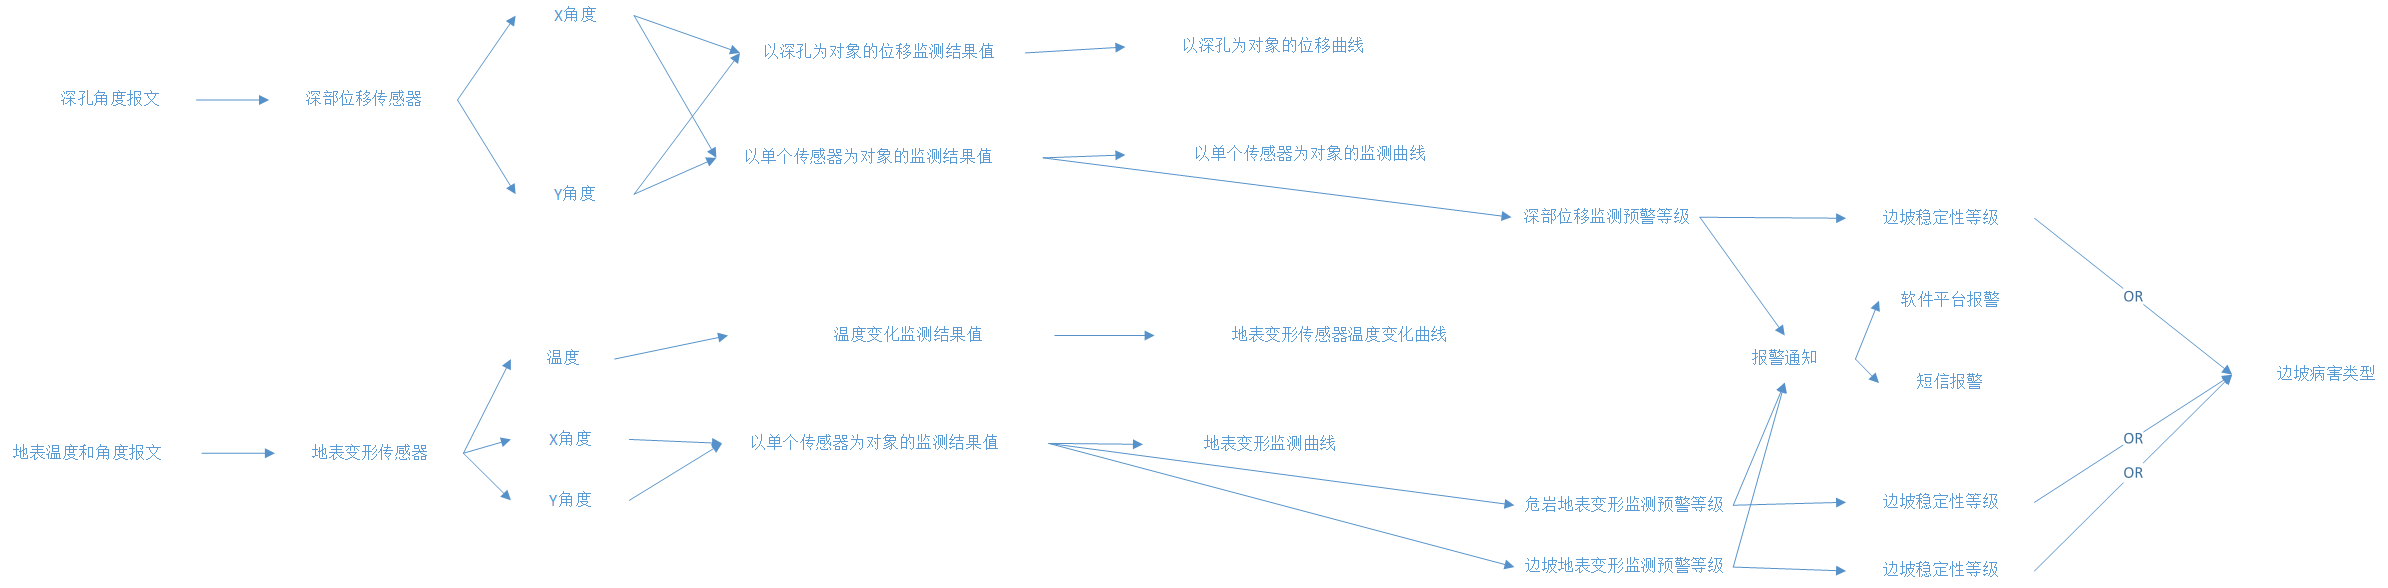 X角度
以深孔为对象的位移监测结果值
以深孔为对象的位移曲线
深孔角度报文
深部位移传感器
以单个传感器为对象的监测结果值
以单个传感器为对象的监测曲线
Y角度
深部位移监测预警等级
边坡稳定性等级
OR
软件平台报警
温度变化监测结果值
地表变形传感器温度变化曲线
温度
报警通知
边坡病害类型
短信报警
X角度
OR
以单个传感器为对象的监测结果值
地表变形监测曲线
地表温度和角度报文
地表变形传感器
OR
Y角度
危岩地表变形监测预警等级
边坡稳定性等级
边坡地表变形监测预警等级
边坡稳定性等级